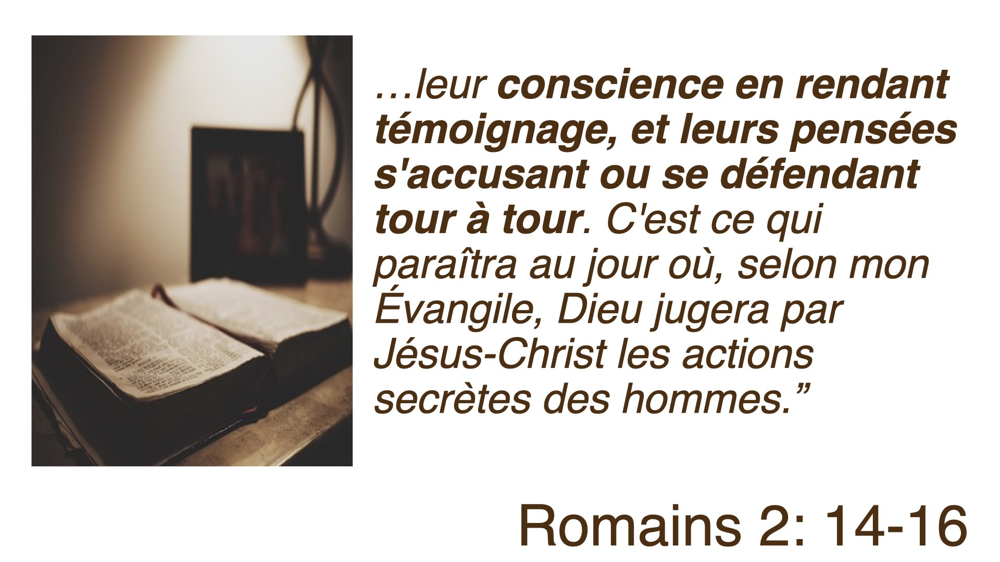 …leur conscience en rendant
témoignage, et leurs pensées
s'accusant ou se défendant
tour à tour. C'est ce qui
paraîtra au jour où, selon mon
Évangile, Dieu jugera par
Jésus-Christ les actions
secrètes des hommes.”
Romains 2: 14-16